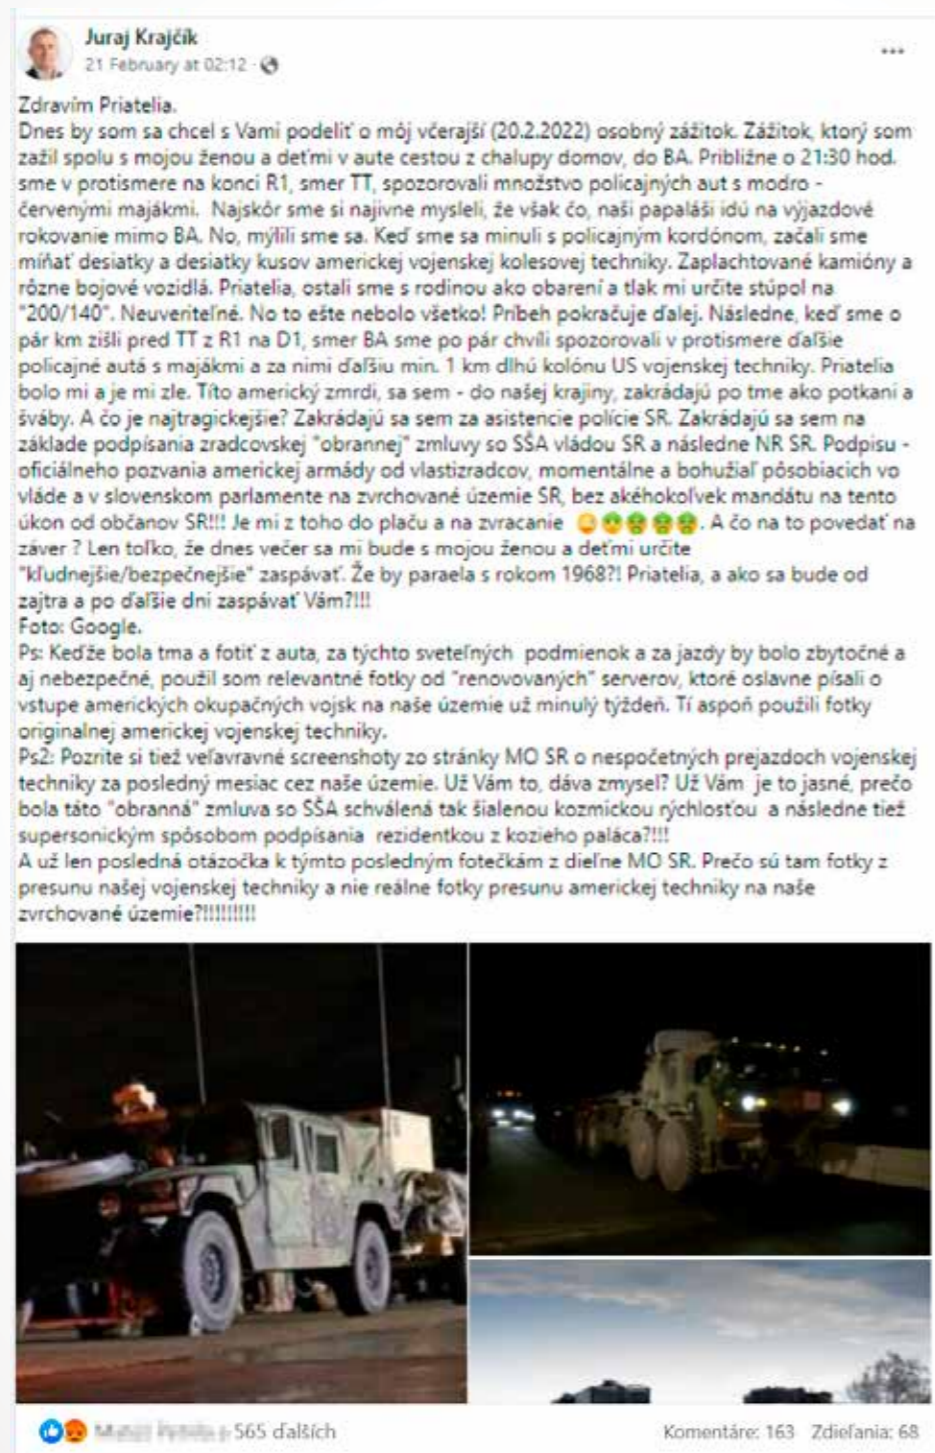 Juraj Krajčík
21 February at 02:12 ·
Zdravím Priatelia.
Dnes by som sa chcel s Vami podeliť o môj včerajší (20.2.2022) osobný zážitok. Zážitok, ktorý som
zažil spolu s mojou ženou a deťmi v aute cestou z chalupy domov, do BA. Približne o 21:30 hod.
sme v protismere na konci R1, smer TT, spozorovali množstvo policajných aut s modro -
červenými majákmi. Najskôr sme si najivne mysleli, že však čo, naši papaláši idú na výjazdové
rokovanie mimo BA. No, mýlili sme sa. Keď sme sa minuli s policajným kordónom, začali sme
míňať desiatky a desiatky kusov americkej vojenskej kolesovej techniky. Zaplachtované kamióny a
rôzne bojové vozidlá. Priatelia, ostali sme s rodinou ako obarení a tlak mi určite stúpol na
"200/140". Neuveriteľné. No to ešte nebolo všetko! Príbeh pokračuje ďalej. Následne, keď sme o
pár km zišli pred TT z R1 na D1, smer BA sme po pár chvíli spozorovali v protismere ďaľšie
policajné autá s majákmi a za nimi ďaľšiu min. 1 km dlhú kolónu US vojenskej techniky. Priatelia
bolo mi a je mi zle. Títo americký zmrdi, sa sem - do našej krajiny, zakrádajú po tme ako potkani a
šváby. A čo je najtragickejšie? Zakrádajú sa sem za asistencie polície SR. Zakrádajú sa sem na
základe podpísania zradcovskej "obrannej" zmluvy so SŠA vládou SR a následne NR SR. Podpisu -
oficiálneho pozvania americkej armády od vlastizradcov, momentálne a bohužiaľ pôsobiacich vo
vláde a v slovenskom parlamente na zvrchované územie SR, bez akéhokoľvek mandátu na tento
úkon od občanov SR!!! Je mi z toho do plaču a na zvracanie 😳🤢🤮🤮🤮. A čo na to povedať na
záver ? Len toľko, že dnes večer sa mi bude s mojou ženou a deťmi určite
"kľudnejšie/bezpečnejšie" zaspávať. Že by paraela s rokom 1968?! Priatelia, a ako sa bude od
zajtra a po ďaľšie dni zaspávať Vám?!!!
Foto: Google.
Ps: Keďže bola tma a fotiť z auta, za týchto sveteľných podmienok a za jazdy by bolo zbytočné a
aj nebezpečné, použil som relevantné fotky od "renovovaných" serverov, ktoré oslavne písali o
vstupe amerických okupačných vojsk na naše územie už minulý týždeň. Tí aspoň použili fotky
originalnej americkej vojenskej techniky.
Ps2: Pozrite si tiež veľavravné screenshoty zo stránky MO SR o nespočetných prejazdoch vojenskej
techniky za posledný mesiac cez naše územie. Už Vám to, dáva zmysel? Už Vám je to jasné, prečo
bola táto "obranná" zmluva so SŠA schválená tak šialenou kozmickou rýchlosťou a následne tiež
supersonickým spôsobom podpísania rezidentkou z kozieho paláca?!!!
A už len posledná otázočka k týmto posledným fotečkám z dieľne MO SR. Prečo sú tam fotky z
presunu našej vojenskej techniky a nie reálne fotky presunu americkej techniky na naše
zvrchované územie?!!!!!!!!!
565 ďalších
Komentáre: 163 Zdieľania: 68